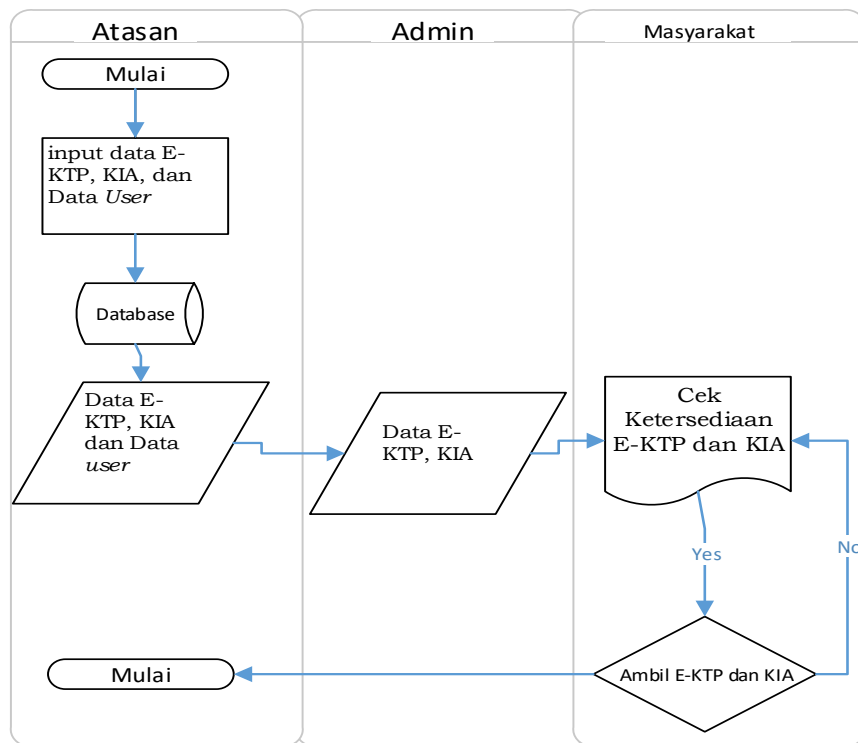 Atasan
Admin
Masyarakat
Mulai
input data E-
KTP, KIA, dan
Data User
Database
Data E-
KTP, KIA
dan Data
user
Data E-
KTP, KIA
Cek
Ketersediaan
E-KTP dan KIA
Yes
No
Ambil E-KTP dan KIA
Mulai